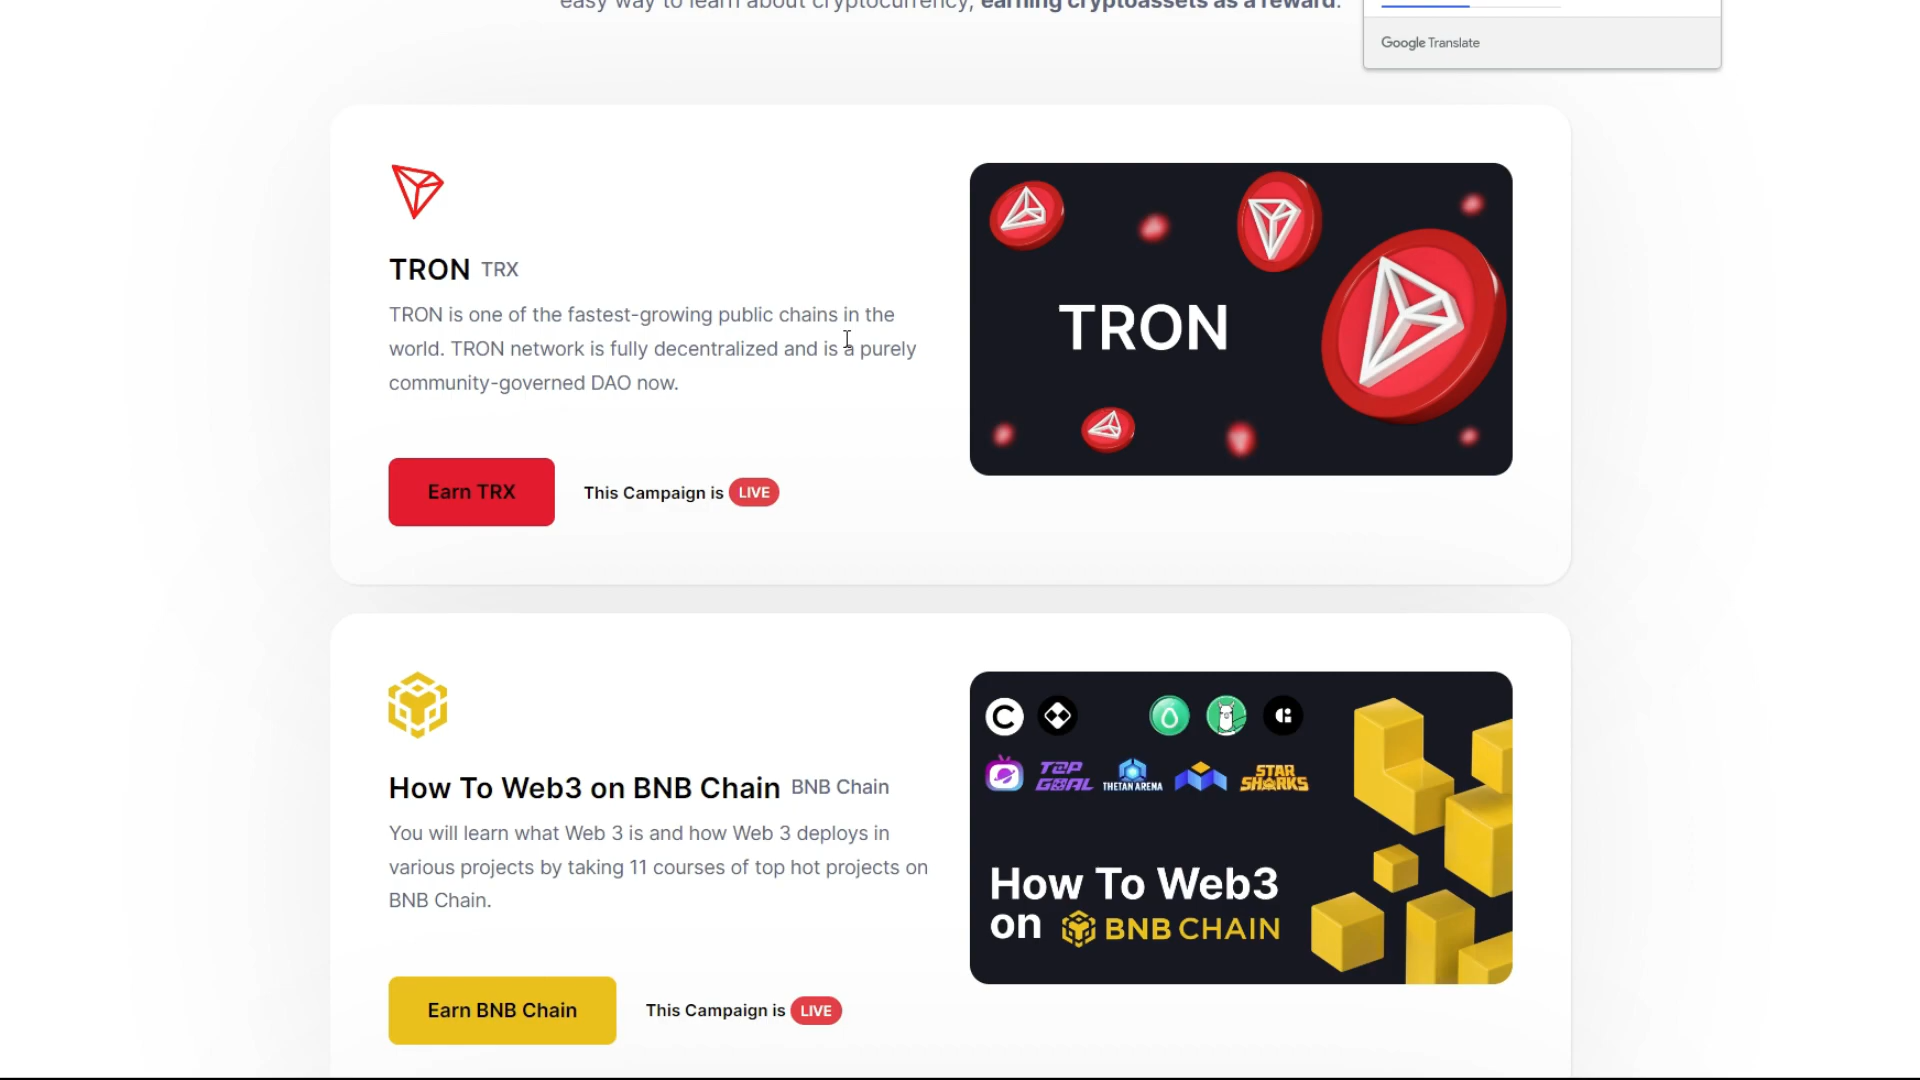 easy way to learn about cryptocurrency, earning cryptoassets as a reward.
Google Translate
TRON TRX
TRON is one of the fastest-growing public chains in the
world. TRON network is fully decentralized and is a purely
community-governed DAO now.
Earn TRX
This Campaign is LIVE
TRON
How To Web3 on BNB Chain BNB Chain
You will learn what Web 3 is and how Web 3 deploys in
various projects by taking 11 courses of top hot projects on
BNB Chain.
Earn BNB Chain
This Campaign is LIVE
TOP GOAL
THETAN ARENA
STAR SHARKS
How To Web3
on BNB CHAIN